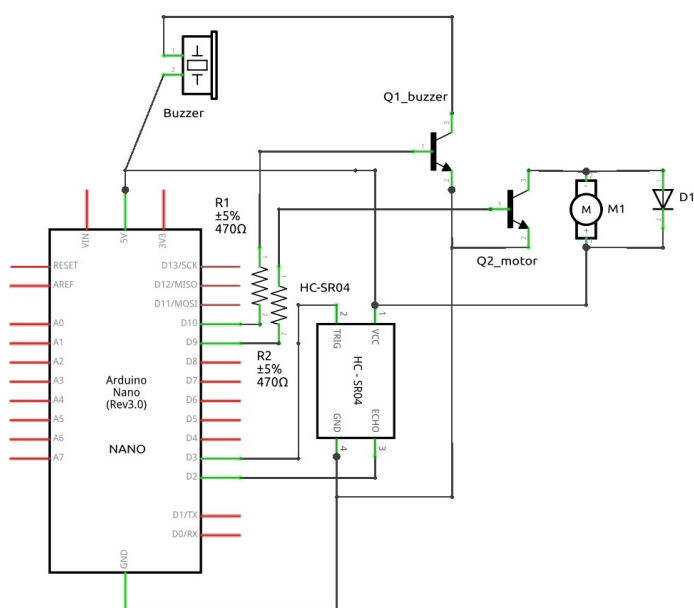 1
2
Buzzer
Q1_buzzer
3
1
2
3
1
2
Q2_motor
M
+
M1
1
2
D1
R1
±5%
470Ω
1
1
2
2
R2
±5%
470Ω
HC-SR04
2
1
TRIG
VCC
HC - SR04
GND
ECHO
4
3
VIN
5V
3V3
RESET
AREF
A0
A1
A2
A3
A4
A5
A6
A7
D13/SCK
D12/MISO
D11/MOSI
D10
D9
D8
D7
D6
D5
D4
D3
D2
D1/TX
D0/RX
Arduino
Nano
(Rev3.0)
NANO
GND